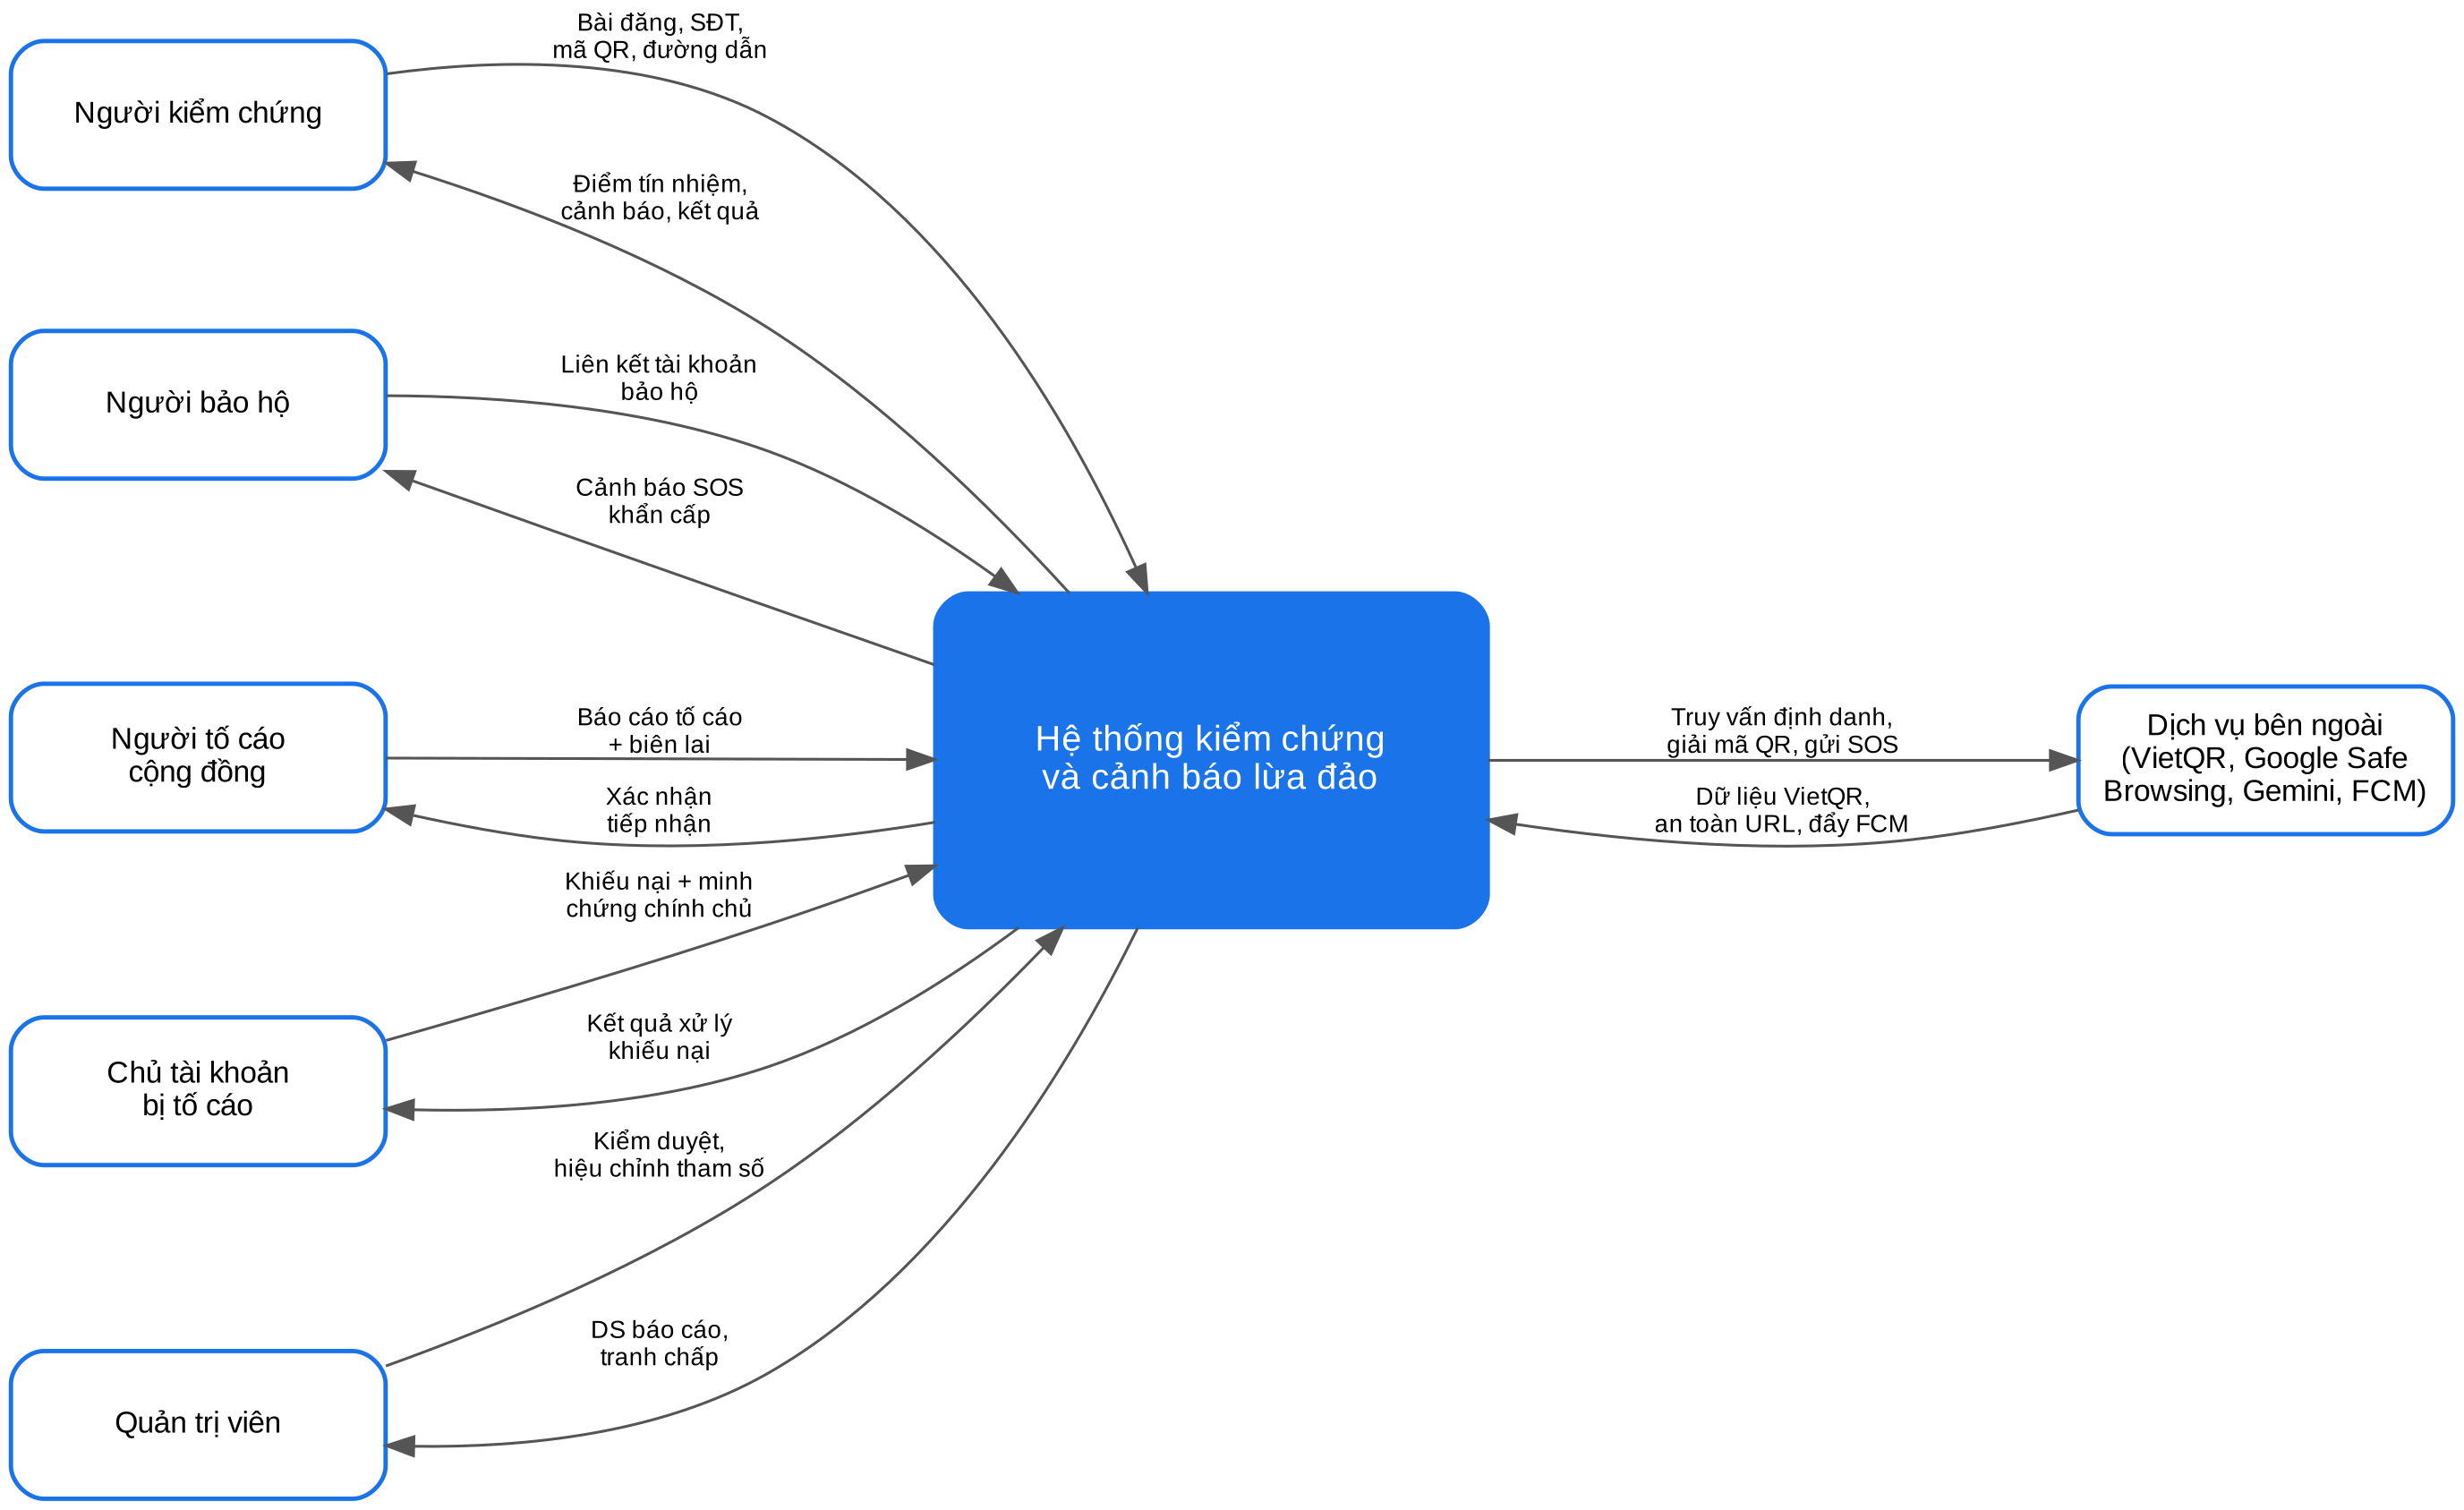 Bài đăng, SĐT,
mã QR, đường dẫn
Người kiểm chứng
Điểm tín nhiệm,
cảnh báo, kết quả
Liên kết tài khoản
bảo hộ
Người bảo hộ
Cảnh báo SOS
khẩn cấp
Báo cáo tố cáo
+ biên lai
Người tố cáo
cộng đồng
Xác nhận
tiếp nhận
Hệ thống kiểm chứng
và cảnh báo lừa đảo
Truy vấn định danh,
giải mã QR, gửi SOS
Dịch vụ bên ngoài
(VietQR, Google Safe
Browsing, Gemini, FCM)
Dữ liệu VietQR,
an toàn URL, đẩy FCM
Khiếu nại + minh
chứng chính chủ
Kết quả xử lý
khiếu nại
Chủ tài khoản
bị tố cáo
Kiểm duyệt,
hiệu chỉnh tham số
DS báo cáo,
tranh chấp
Quản trị viên